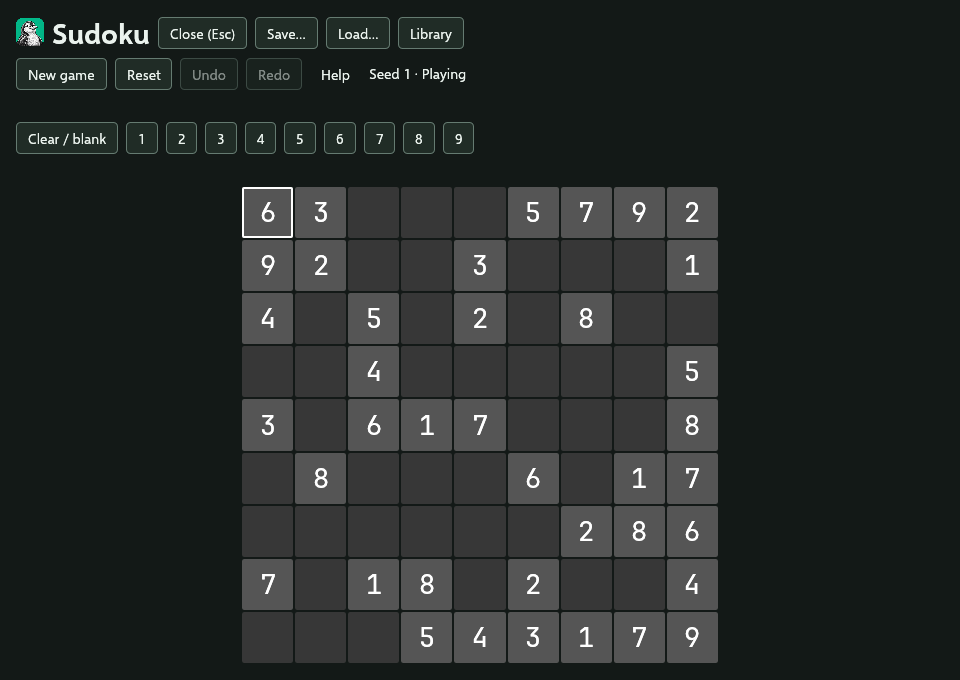 Sudoku Close (Esc) Save... Load... Library
New game Reset Undo Redo Help Seed 1 · Playing
Clear / blank 1 2 3 4 5 6 7 8 9
6 3 5 7 9 2
9 2 3 1
4 5 2 8
4 5
3 6 1 7 8
8 6 1 7
2 8 6
7 1 8 2 4
5 4 3 1 7 9